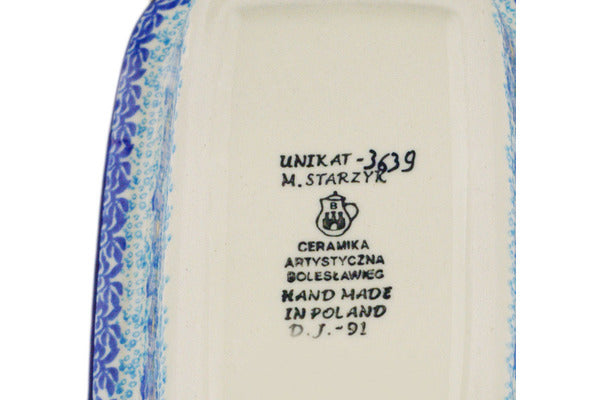 UNIKAT-3639
M. STARZYK
B
CERAMIKA
ARTYSTYCZNA
BOLESŁAWIEC
HAND MADE
IN POLAND
D.J.-91